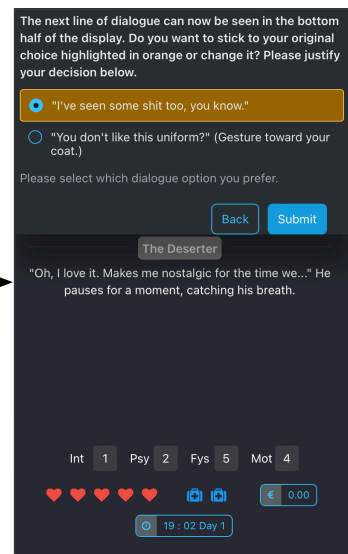 The next line of dialogue can now be seen in the bottom
half of the display. Do you want to stick to your original
choice highlighted in orange or change it? Please justify
your decision below.
"I've seen some shit too, you know."
"You don't like this uniform?" (Gesture toward your
coat.)
Please select which dialogue option you prefer.
Back Submit
The Deserter
"Oh, I love it. Makes me nostalgic for the time we..." He
pauses for a moment, catching his breath.
Int 1 Psy 2 Fys 5 Mot 4
€ 0.00
19 : 02 Day 1